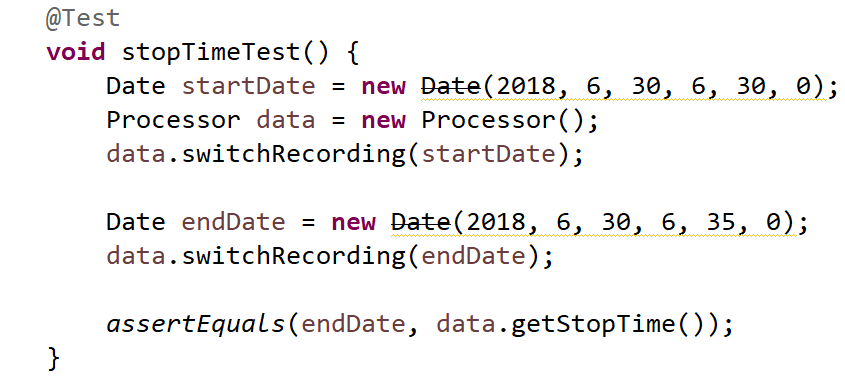 @Test
void stopTimeTest() {
    Date startDate = new Date(2018, 6, 30, 6, 30, 0);
    Processor data = new Processor();
    data.switchRecording(startDate);

    Date endDate = new Date(2018, 6, 30, 6, 35, 0);
    data.switchRecording(endDate);

    assertEquals(endDate, data.getStopTime());
}